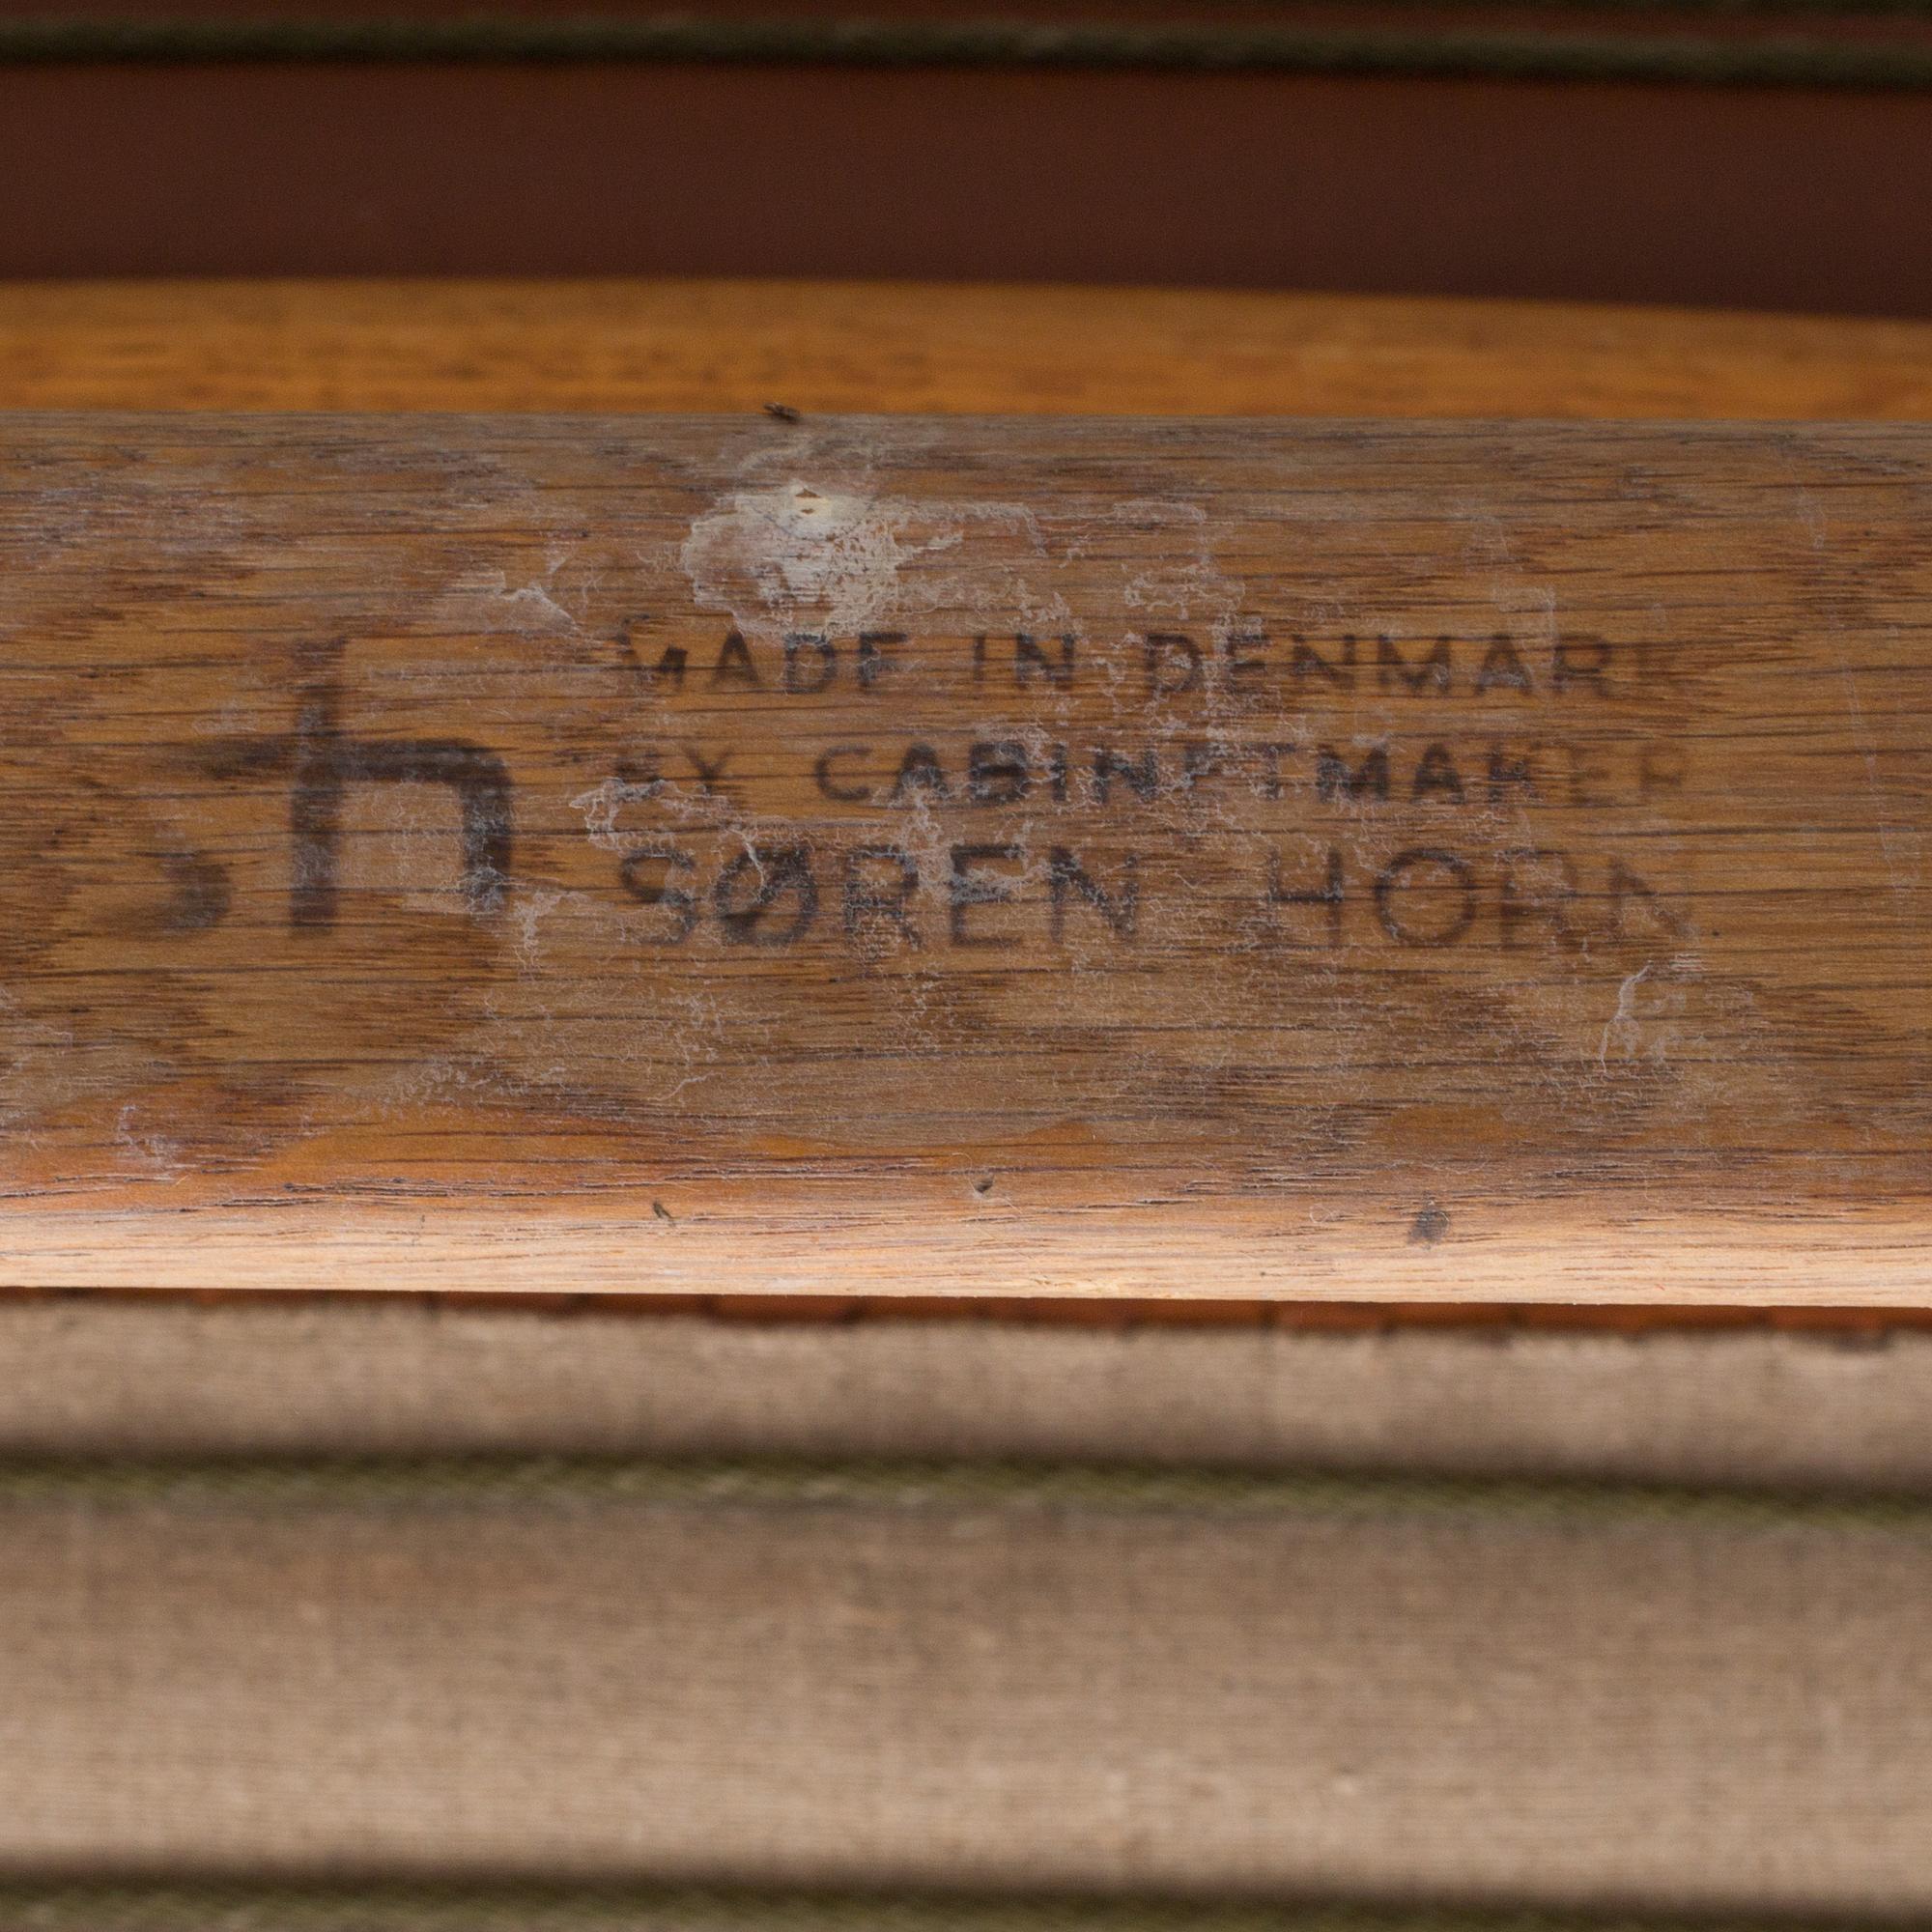 sh
MADE IN DENMARK
BY CABINETMAKER
SØREN HORN